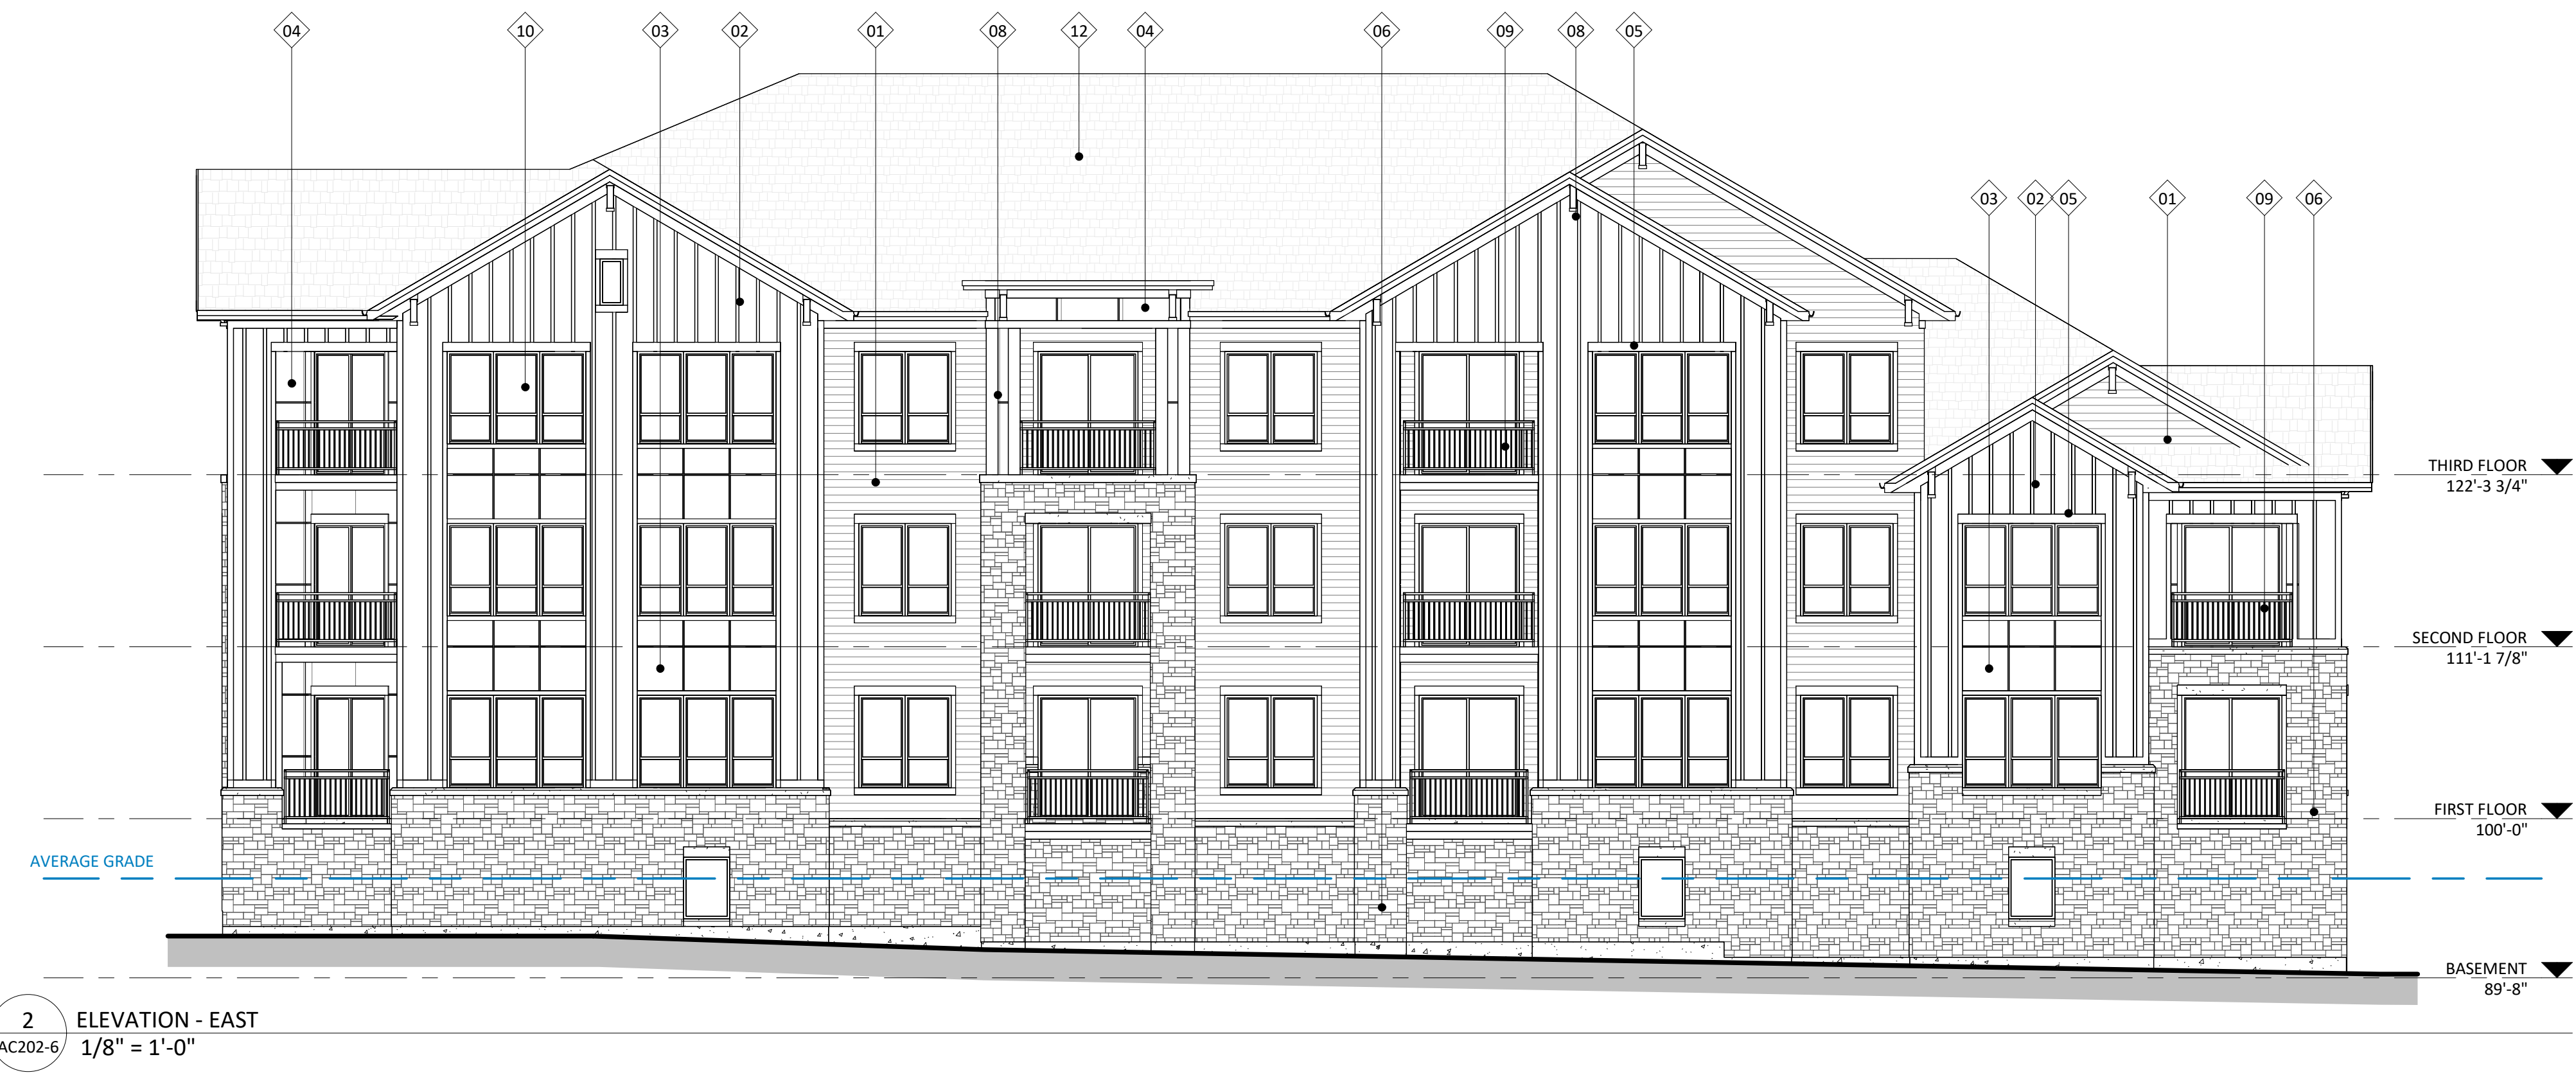 04 10 03 02 01 08 12 04 06 09 08 05
03 02 05 01 09 06
THIRD FLOOR
122'-3 3/4"
SECOND FLOOR
111'-1 7/8"
FIRST FLOOR
100'-0"
AVERAGE GRADE
BASEMENT
89'-8"
2 ELEVATION - EAST
AC202-6 1/8" = 1'-0"